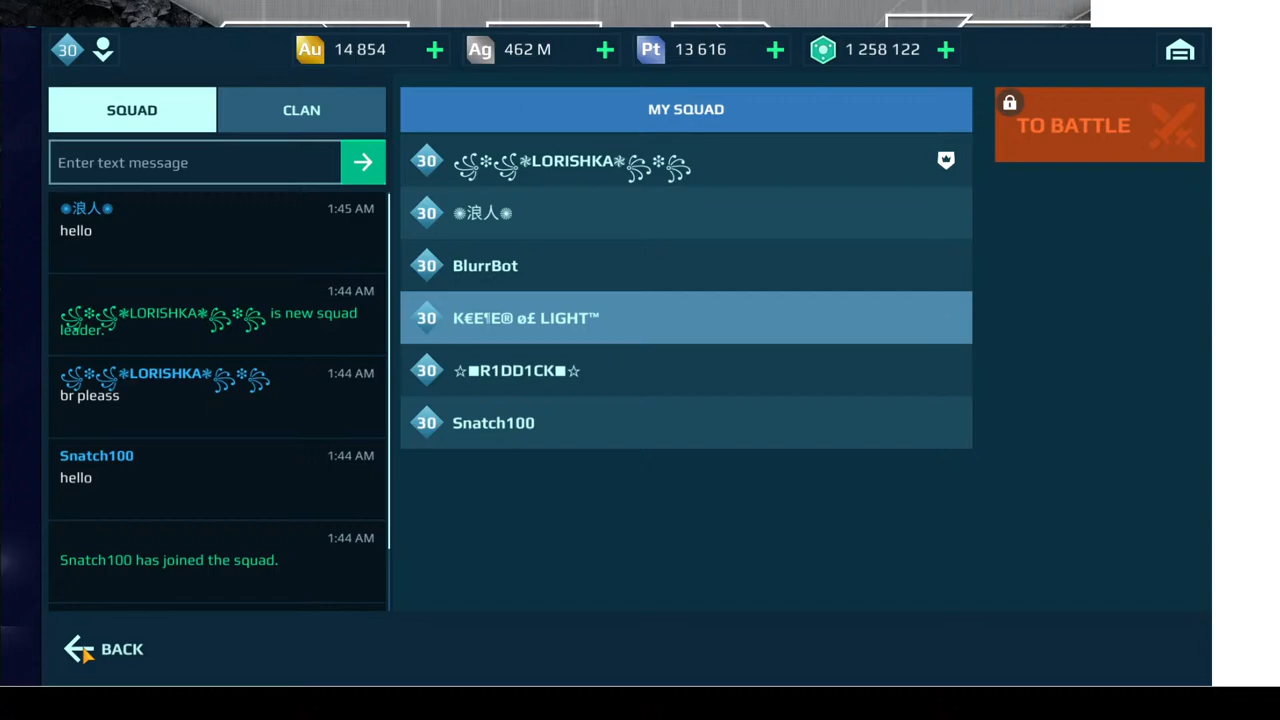 30
Au 14 854 +
Ag 462 M +
Pt 13 616 +
1 258 122 +
SQUAD
CLAN
Enter text message
✺浪人✺ 1:45 AM
hello
1:44 AM
꧁❇꧁❃LORISHKA❃꧂❇꧂ is new squad
leader.
꧁❇꧁❃LORISHKA❃꧂❇꧂ 1:44 AM
br pleass
Snatch100 1:44 AM
hello
1:44 AM
Snatch100 has joined the squad.
BACK
MY SQUAD
30 ꧁❇꧁❃LORISHKA❃꧂❇꧂
30 ✺浪人✺
30 BlurrBot
30 K€E¶E® ø£ LIGHT™
30 ☆■R1DD1CK■☆
30 Snatch100
TO BATTLE